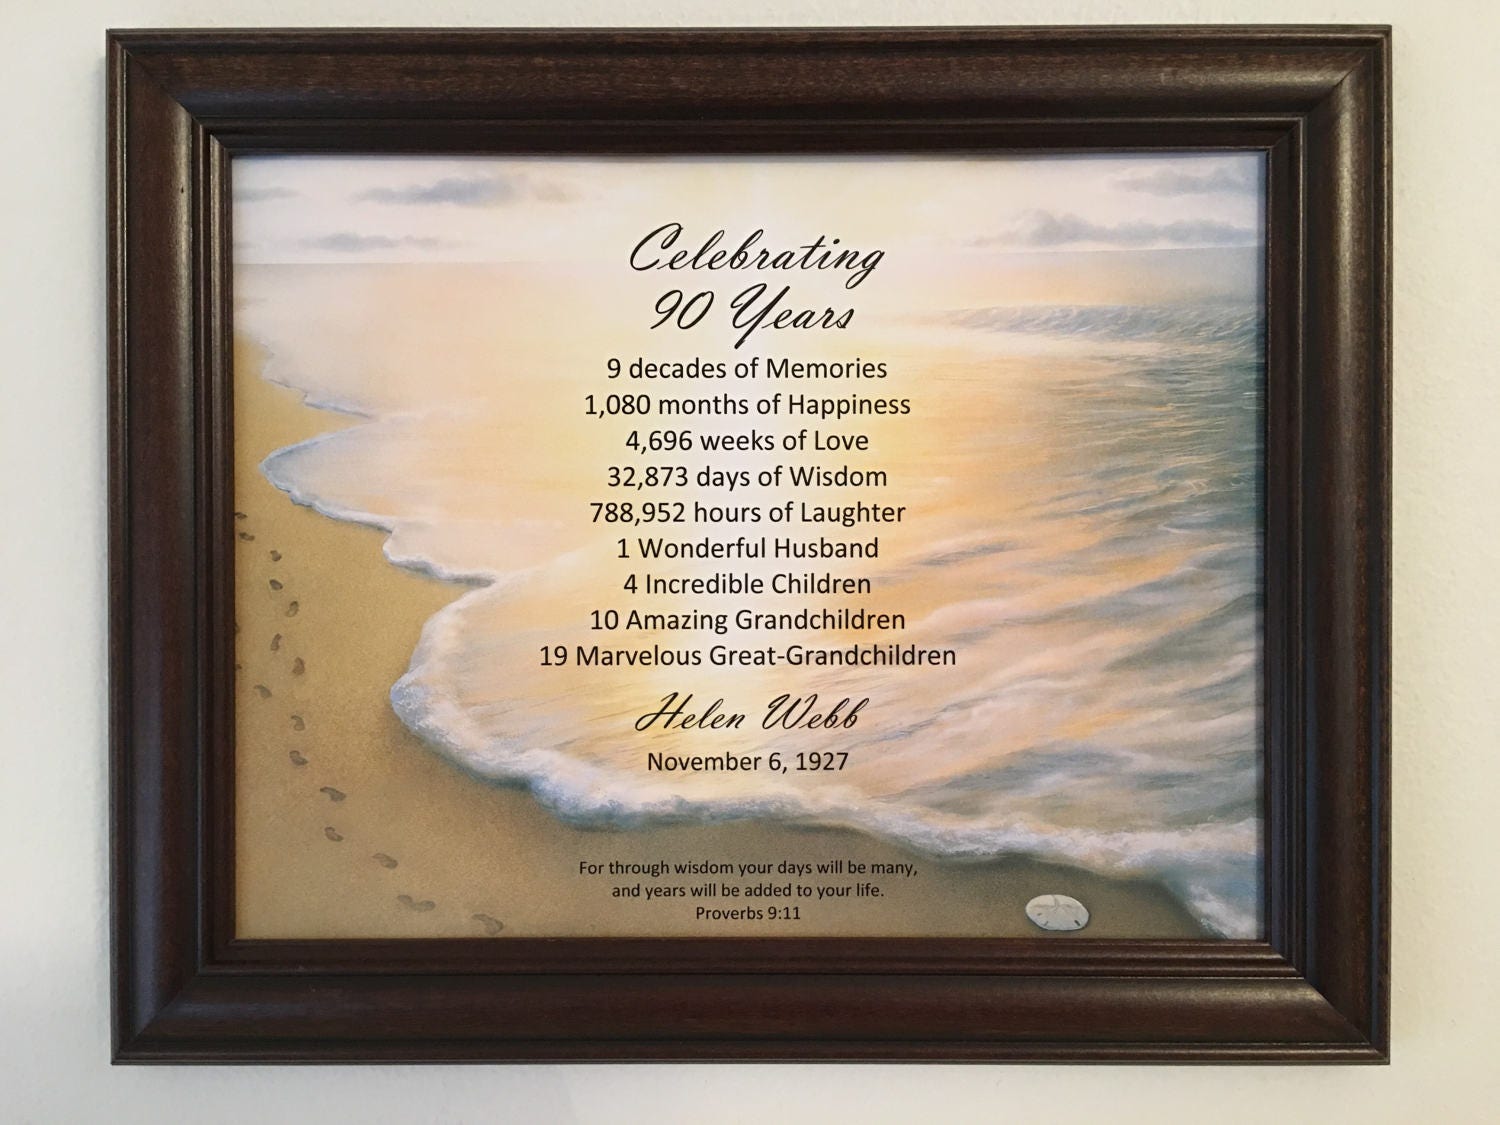 Celebrating
90 Years
9 decades of Memories
1,080 months of Happiness
4,696 weeks of Love
32,873 days of Wisdom
788,952 hours of Laughter
1 Wonderful Husband
4 Incredible Children
10 Amazing Grandchildren
19 Marvelous Great-Grandchildren
Helen Webb
November 6, 1927
For through wisdom your days will be many,
and years will be added to your life.
Proverbs 9:11